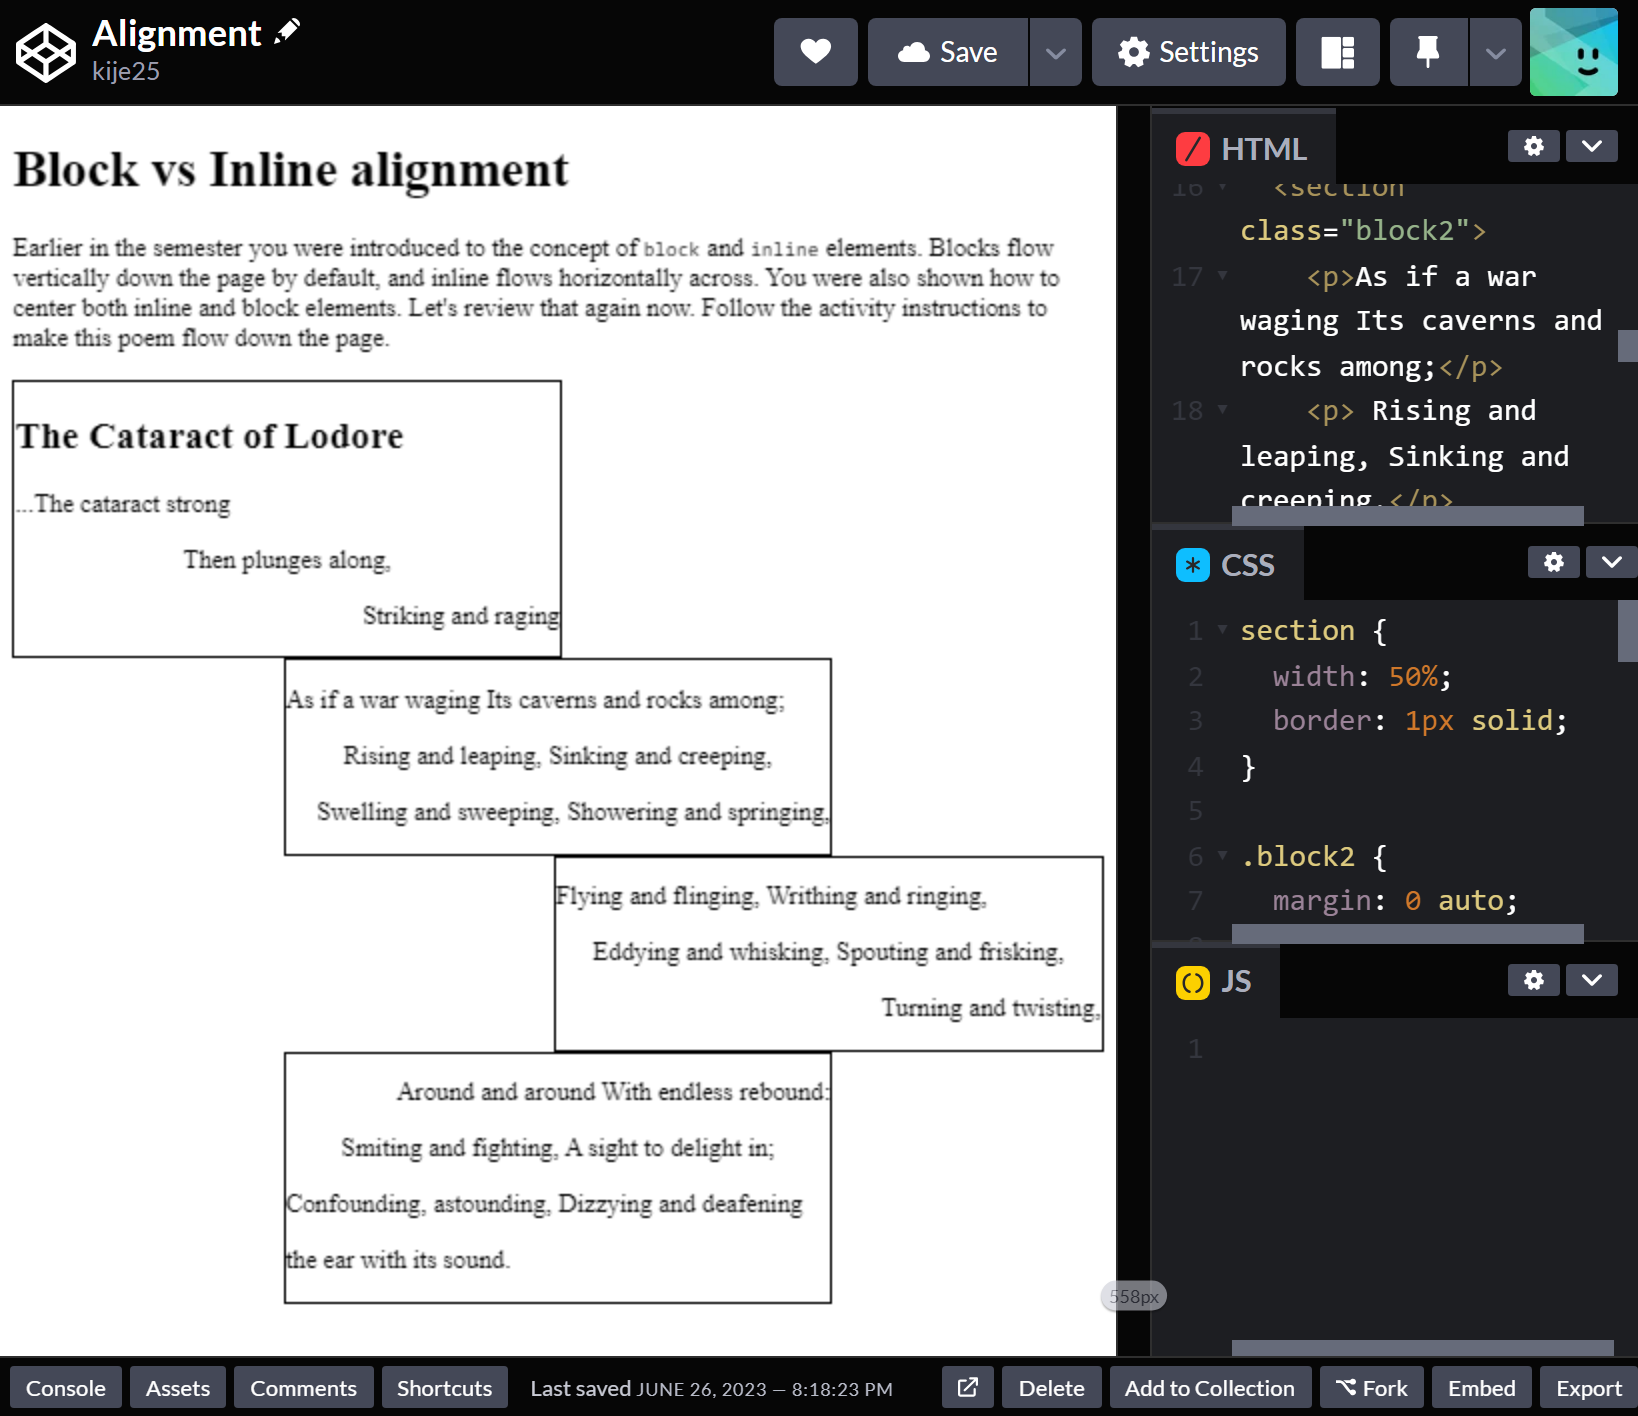 Alignment
kije25
Save
Settings
Block vs Inline alignment
Earlier in the semester you were introduced to the concept of block and inline elements. Blocks flow
vertically down the page by default, and inline flows horizontally across. You were also shown how to
center both inline and block elements. Let's review that again now. Follow the activity instructions to
make this poem flow down the page.
The Cataract of Lodore
...The cataract strong
Then plunges along,
Striking and raging
As if a war waging Its caverns and rocks among;
Rising and leaping, Sinking and creeping,
Swelling and sweeping, Showering and springing,
Flying and flinging, Writhing and ringing,
Eddying and whisking, Spouting and frisking,
Turning and twisting,
Around and around With endless rebound:
Smiting and fighting, A sight to delight in;
Confounding, astounding, Dizzying and deafening
the ear with its sound.
558px
HTML
16 <section
class="block2">
17 <p>As if a war
waging Its caverns and
rocks among;</p>
18 <p> Rising and
leaping, Sinking and
creeping,</p>
CSS
1 section {
2 width: 50%;
3 border: 1px solid;
4 }
5
6 .block2 {
7 margin: 0 auto;
JS
1
Console
Assets
Comments
Shortcuts
Last saved JUNE 26, 2023 — 8:18:23 PM
Delete
Add to Collection
Fork
Embed
Export